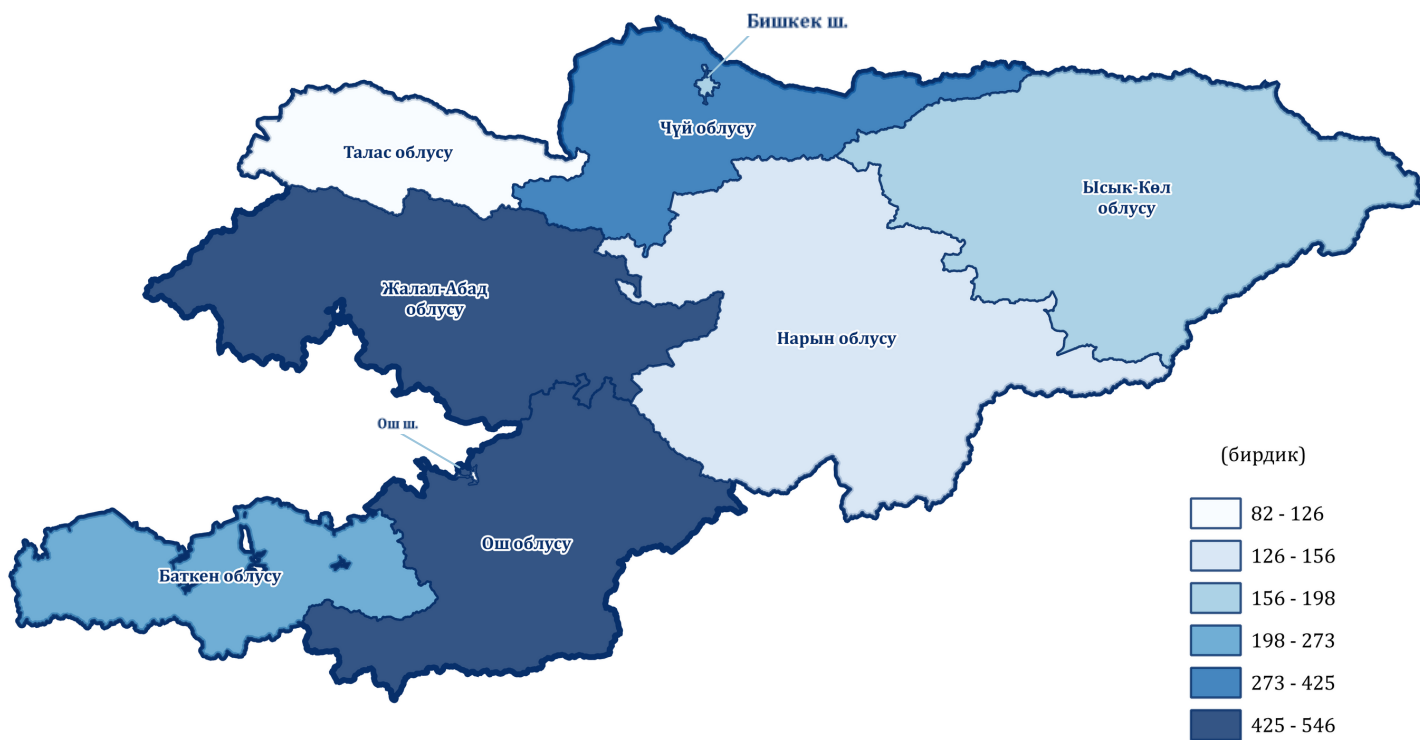 Бишкек ш.
Чүй облусу
Талас облусу
Ысык-Көл
облусу
Жалал-Абад
облусу
Нарын облусу
Ош ш.
Ош облусу
Баткен облусу
(бирдик)
82 - 126
126 - 156
156 - 198
198 - 273
273 - 425
425 - 546